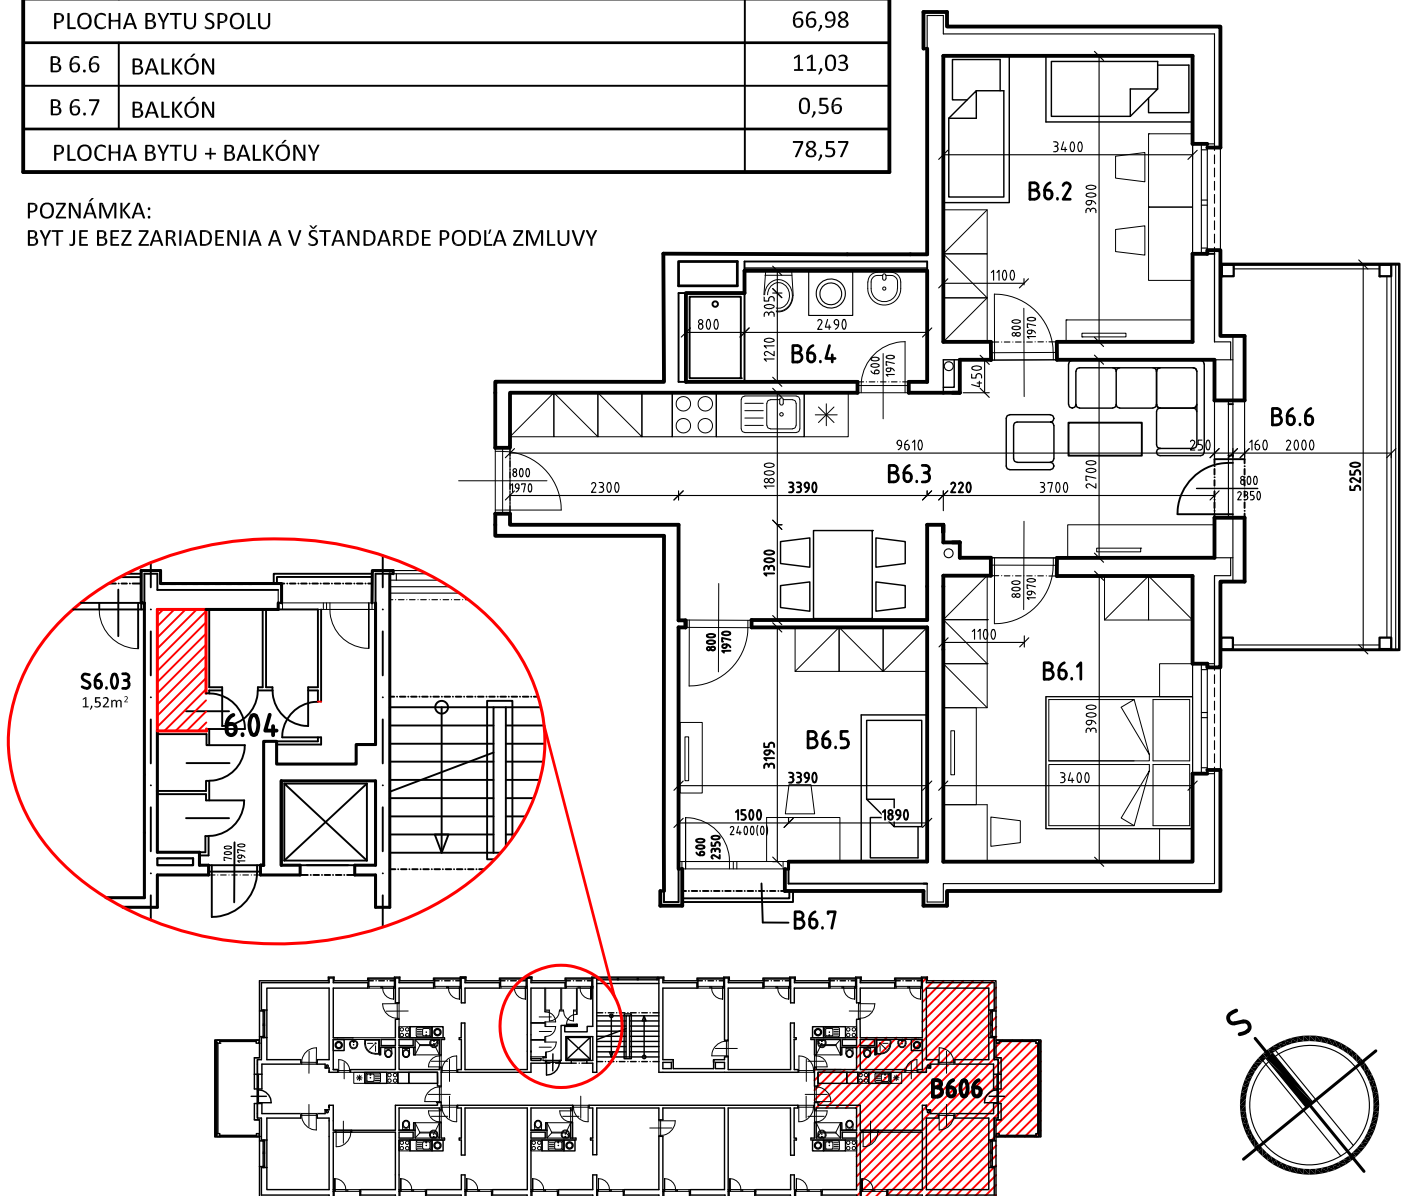 PLOCHA BYTU SPOLU 66,98
B 6.6 BALKÓN 11,03
B 6.7 BALKÓN 0,56
PLOCHA BYTU + BALKÓNY 78,57
POZNÁMKA:
BYT JE BEZ ZARIADENIA A V ŠTANDARDE PODĽA ZMLUVY
3400
B6.2
3900
1100
800
1970
305
800
2490
1210
B6.4
600
1970
450
B6.6
9610
250
160
2000
B6.3
800
1970
1800
2300
3390
220
3700
2700
800
2350
5250
1300
800
1970
1100
800
1970
B6.1
3900
3400
B6.5
3195
3390
1500
2400(0)
1890
600
2350
B6.7
S6.03
1,52m²
6.04
700
1970
B606
S